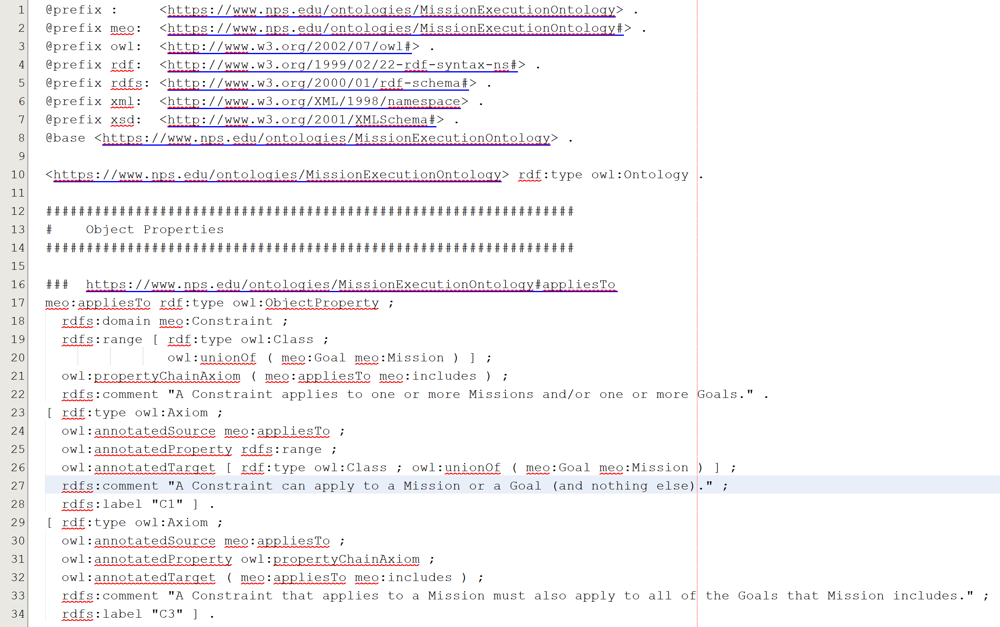 1 @prefix :     <https://www.nps.edu/ontologies/MissionExecutionOntology> .
2 @prefix meo:  <https://www.nps.edu/ontologies/MissionExecutionOntology#> .
3 @prefix owl:  <http://www.w3.org/2002/07/owl#> .
4 @prefix rdf:  <http://www.w3.org/1999/02/22-rdf-syntax-ns#> .
5 @prefix rdfs: <http://www.w3.org/2000/01/rdf-schema#> .
6 @prefix xml:  <http://www.w3.org/XML/1998/namespace> .
7 @prefix xsd:  <http://www.w3.org/2001/XMLSchema#> .
8 @base <https://www.nps.edu/ontologies/MissionExecutionOntology> .
9
10 <https://www.nps.edu/ontologies/MissionExecutionOntology> rdf:type owl:Ontology .
11
12 #################################################################
13 #    Object Properties
14 #################################################################
15
16 ###  https://www.nps.edu/ontologies/MissionExecutionOntology#appliesTo
17 meo:appliesTo rdf:type owl:ObjectProperty ;
18   rdfs:domain meo:Constraint ;
19   rdfs:range [ rdf:type owl:Class ;
20                owl:unionOf ( meo:Goal meo:Mission ) ] ;
21   owl:propertyChainAxiom ( meo:appliesTo meo:includes ) ;
22   rdfs:comment "A Constraint applies to one or more Missions and/or one or more Goals." .
23 [ rdf:type owl:Axiom ;
24   owl:annotatedSource meo:appliesTo ;
25   owl:annotatedProperty rdfs:range ;
26   owl:annotatedTarget [ rdf:type owl:Class ; owl:unionOf ( meo:Goal meo:Mission ) ] ;
27   rdfs:comment "A Constraint can apply to a Mission or a Goal (and nothing else)." ;
28   rdfs:label "C1" ] .
29 [ rdf:type owl:Axiom ;
30   owl:annotatedSource meo:appliesTo ;
31   owl:annotatedProperty owl:propertyChainAxiom ;
32   owl:annotatedTarget ( meo:appliesTo meo:includes ) ;
33   rdfs:comment "A Constraint that applies to a Mission must also apply to all of the Goals that Mission includes." ;
34   rdfs:label "C3" ] .